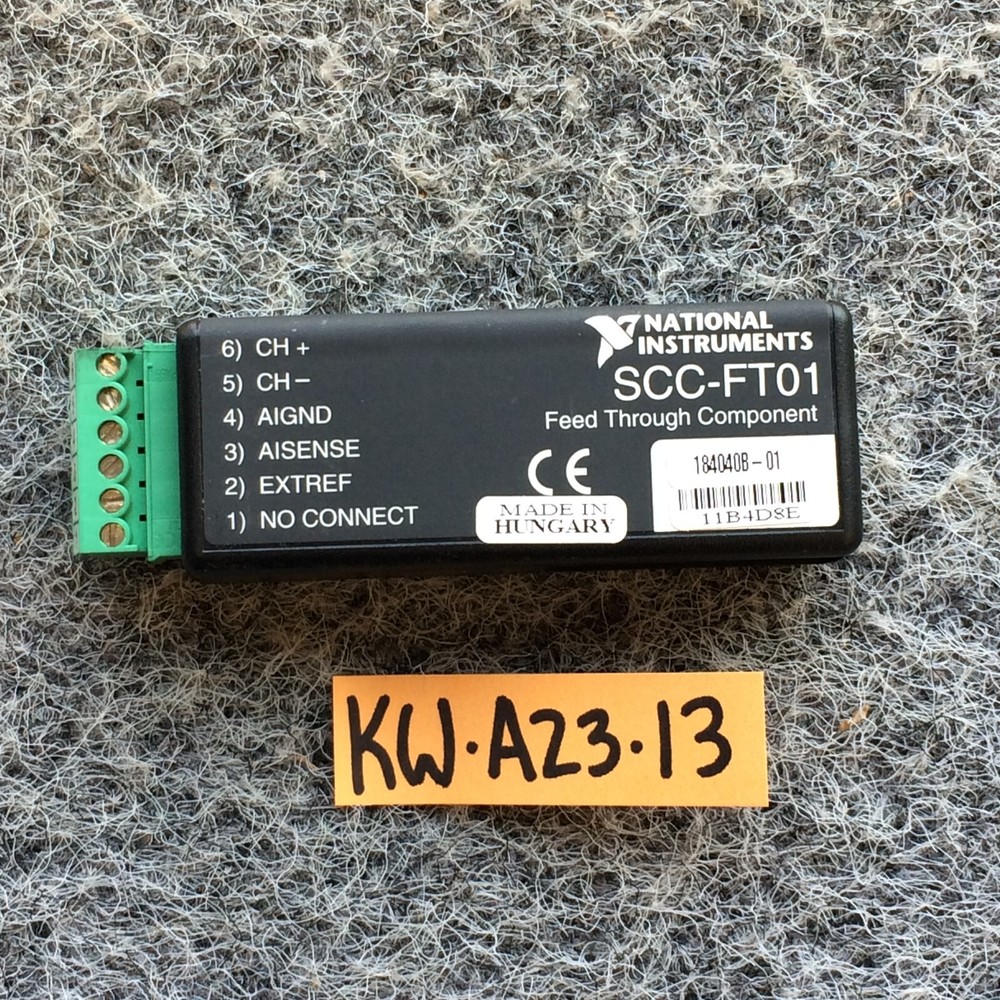 6) CH +
5) CH −
4) AIGND
3) AISENSE
2) EXTREF
1) NO CONNECT
NATIONAL
INSTRUMENTS
SCC-FT01
Feed Through Component
CE
MADE IN
HUNGARY
184040B-01
11B4D8E
KW·A23·13